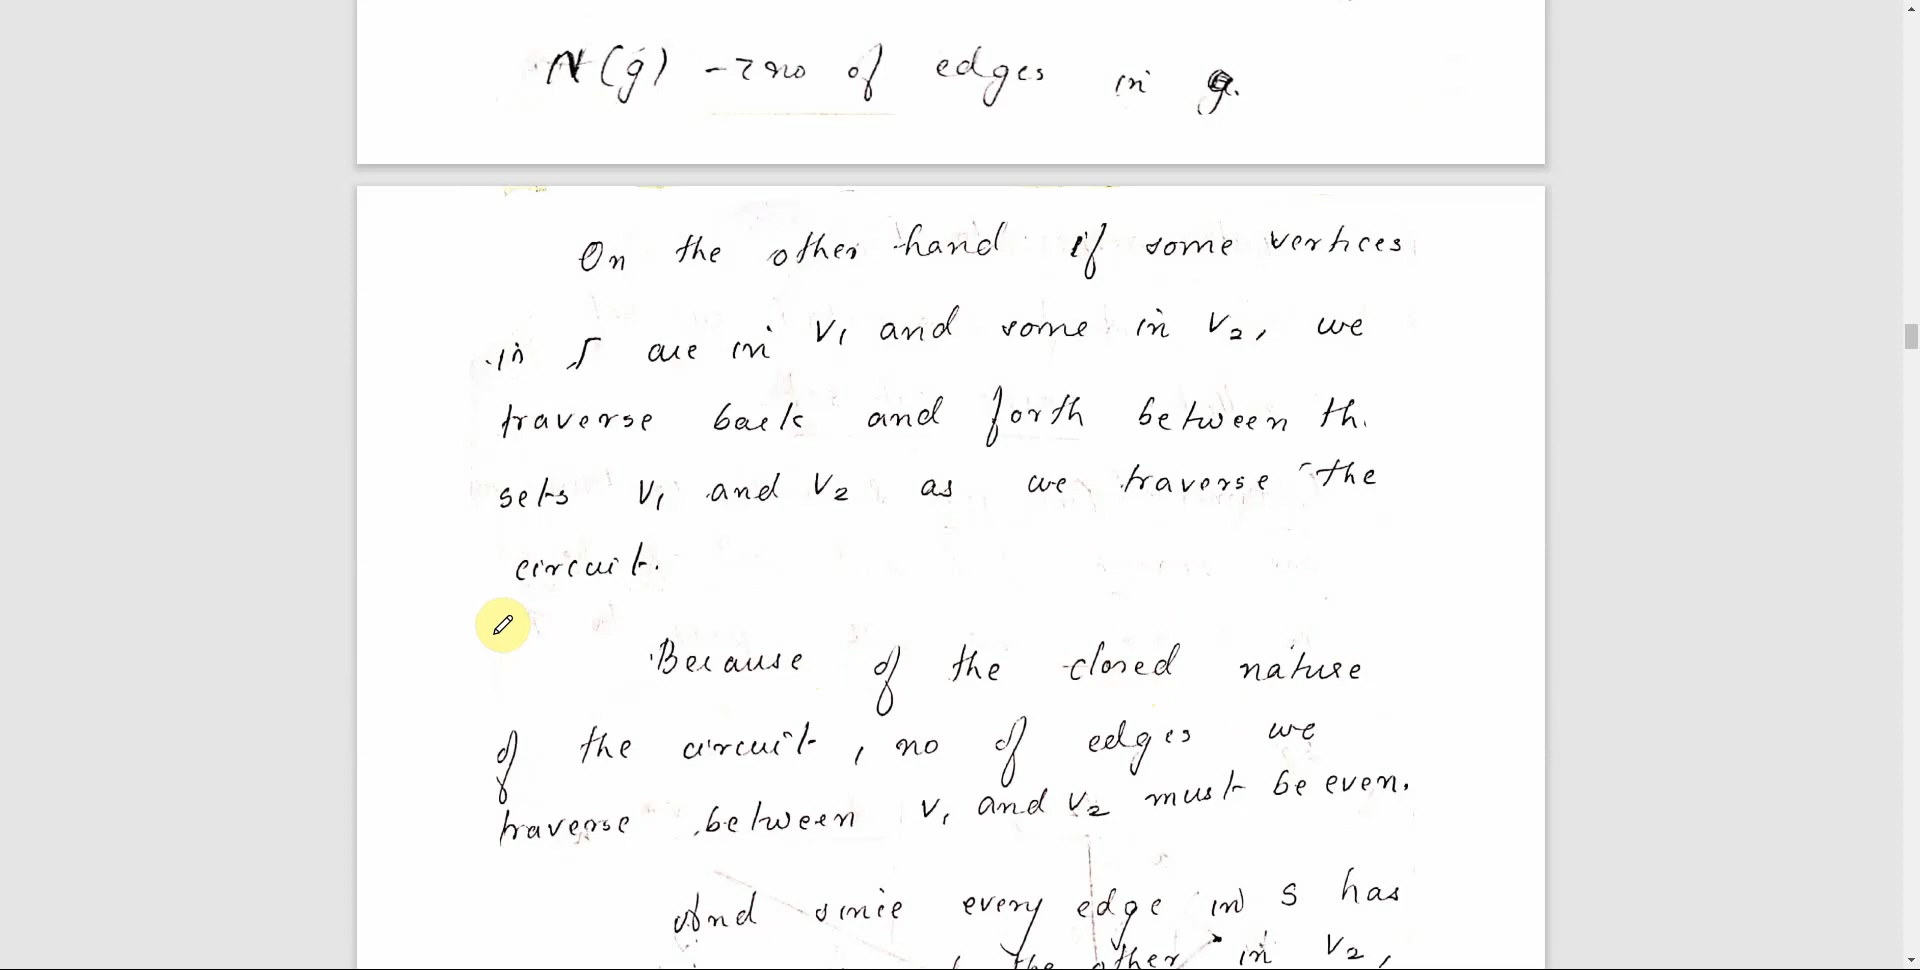 N(g) → no of edges in g.
On the other hand if some vertices
in Γ are in V1 and some in V2, we
traverse back and forth between th.
sets V1 and V2 as we traverse the
circuit.
Because of the closed nature
of the circuit, no of edges we
traverse between V1 and V2 must be even.
And since every edge in S has
the other in V2,